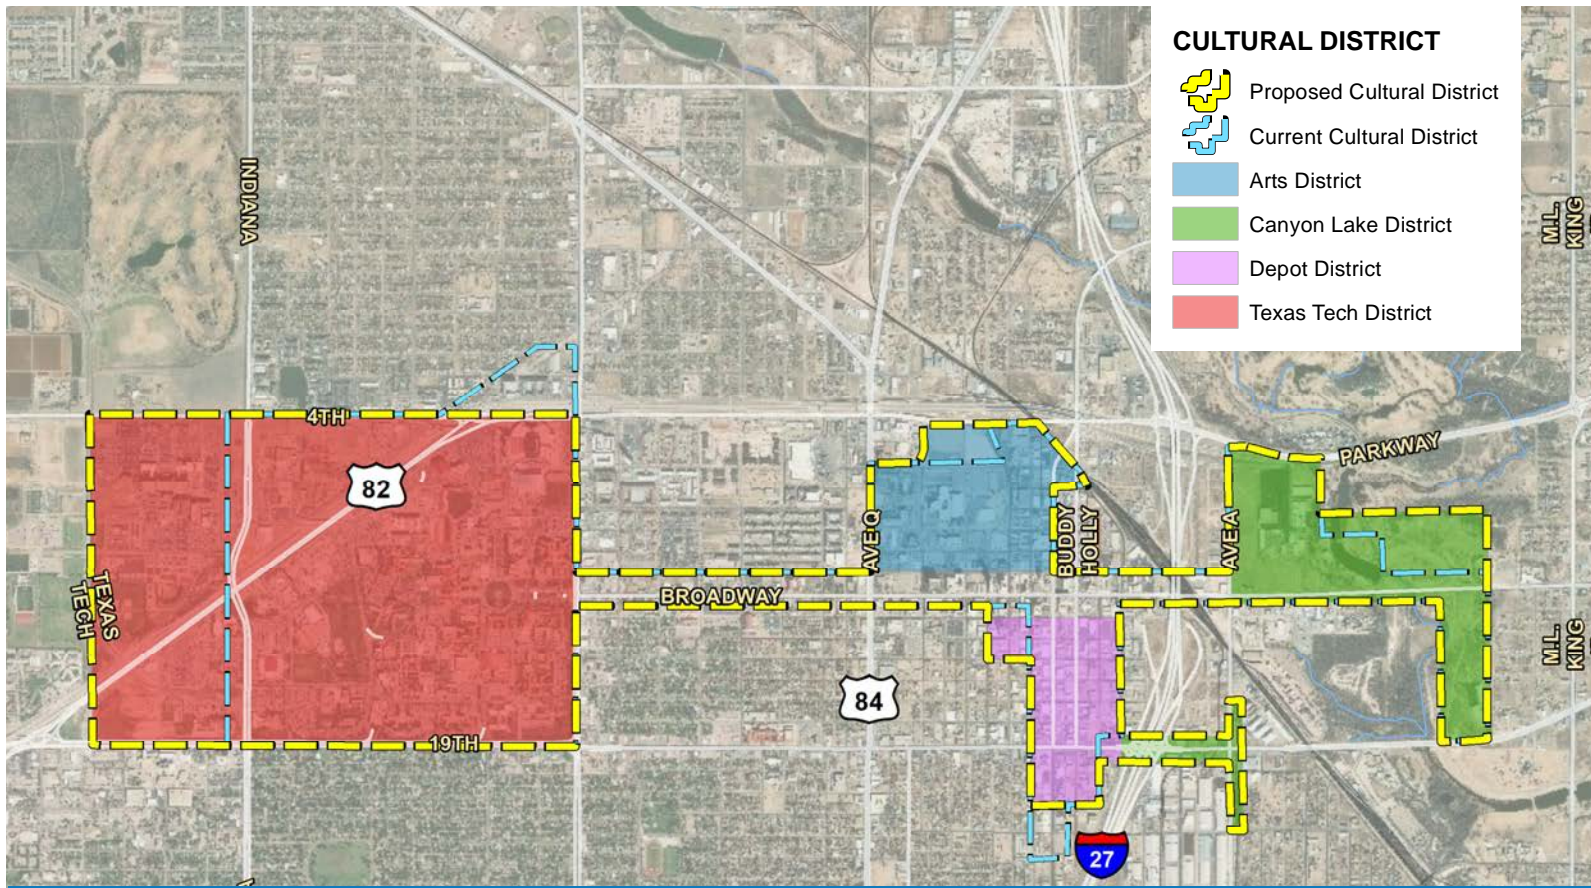 CULTURAL DISTRICT
Proposed Cultural District
Current Cultural District
Arts District
Canyon Lake District
Depot District
Texas Tech District
INDIANA
M.L.
KING
4TH
82
PARKWAY
AVE Q
BUDDY
HOLLY
AVE A
TEXAS
TECH
BROADWAY
M.L.
KING
84
19TH
27